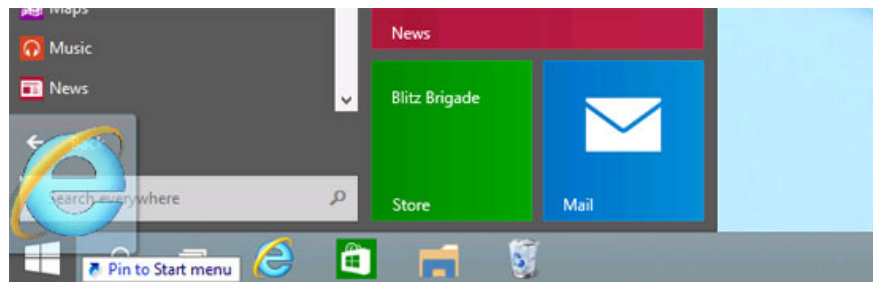 Maps
Music
News
Back
Search everywhere
News
Blitz Brigade
Store
Mail
Pin to Start menu